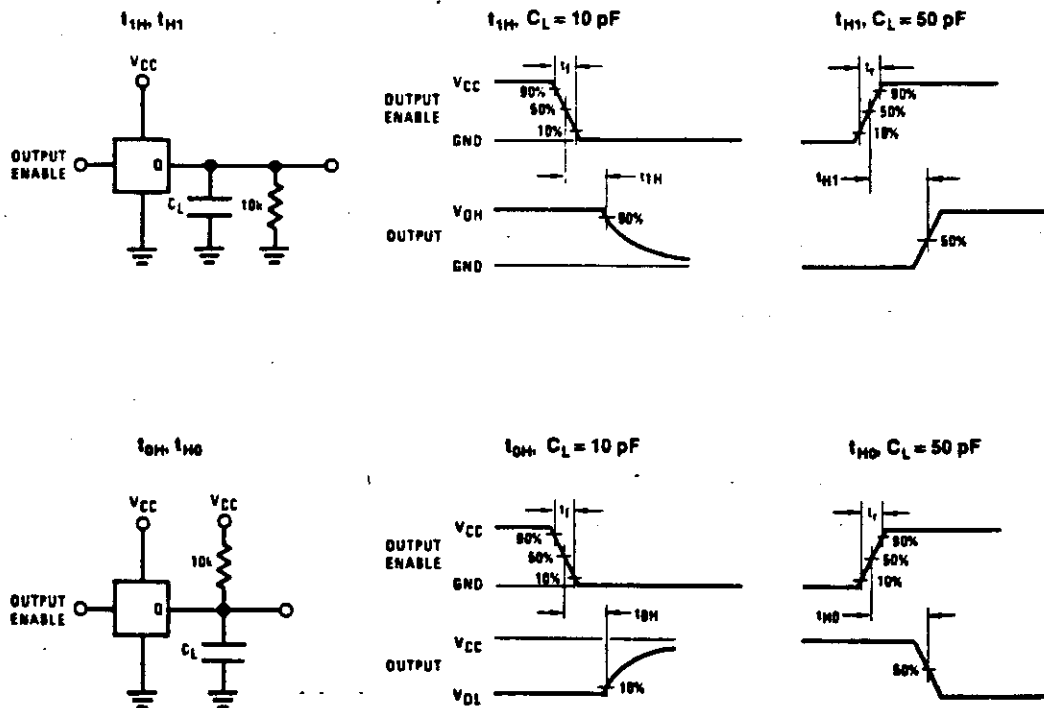 t1H, tH1
VCC
OUTPUT
ENABLE
Q
CL
10k
t1H, CL = 10 pF
tf
VCC
OUTPUT
ENABLE
GND
90%
50%
10%
t1H
VOH
OUTPUT
GND
90%
tH1, CL = 50 pF
tr
90%
50%
10%
tH1
50%
t0H, tH0
VCC
VCC
10k
OUTPUT
ENABLE
Q
CL
t0H, CL = 10 pF
tf
VCC
OUTPUT
ENABLE
GND
90%
50%
10%
t0H
VCC
OUTPUT
10%
tH0, CL = 50 pF
tr
90%
50%
10%
tH0
50%